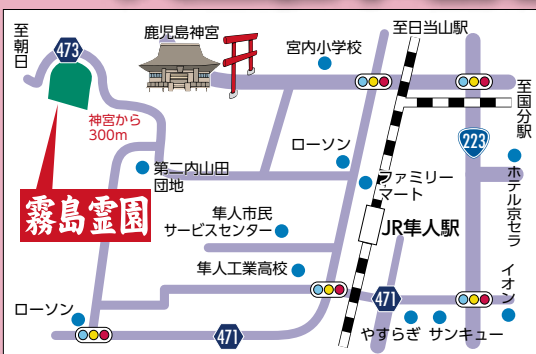 至朝日
473
鹿児島神宮
宮内小学校
至日当山駅
至国分駅
神宮から
300m
霧島霊園
第二内山田
団地
ローソン
ファミリー
マート
223
ホテル京セラ
隼人市民
サービスセンター
JR隼人駅
隼人工業高校
イオン
ローソン
471
471
やすらぎ
サンキュー